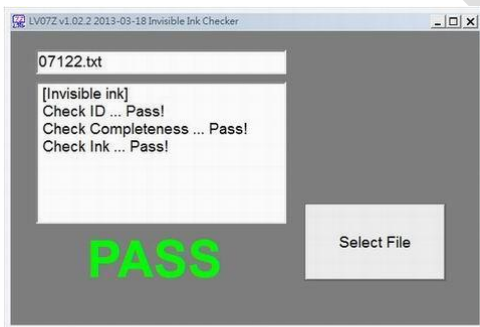 LV07Z v1.02.2 2013-03-18 Invisible Ink Checker
07122.txt
[Invisible ink]
Check ID ... Pass!
Check Completeness ... Pass!
Check Ink ... Pass!
PASS
Select File